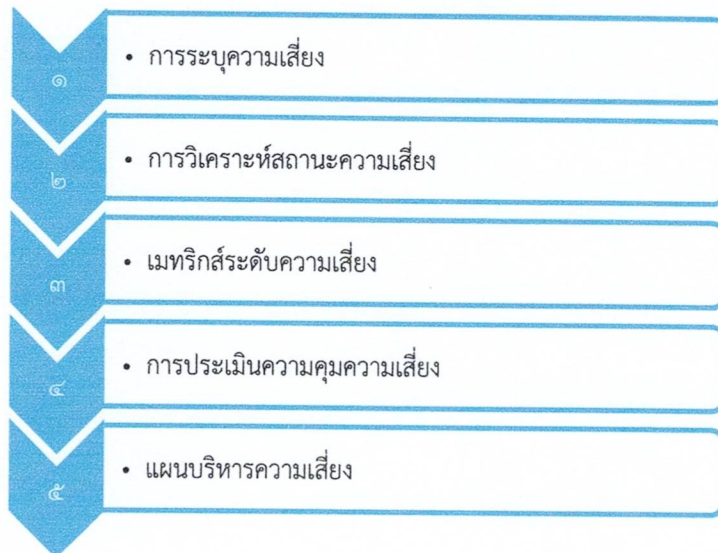 ๑
• การระบุความเสี่ยง
๒
• การวิเคราะห์สถานะความเสี่ยง
๓
• เมทริกส์ระดับความเสี่ยง
๔
• การประเมินความคุมความเสี่ยง
๕
• แผนบริหารความเสี่ยง